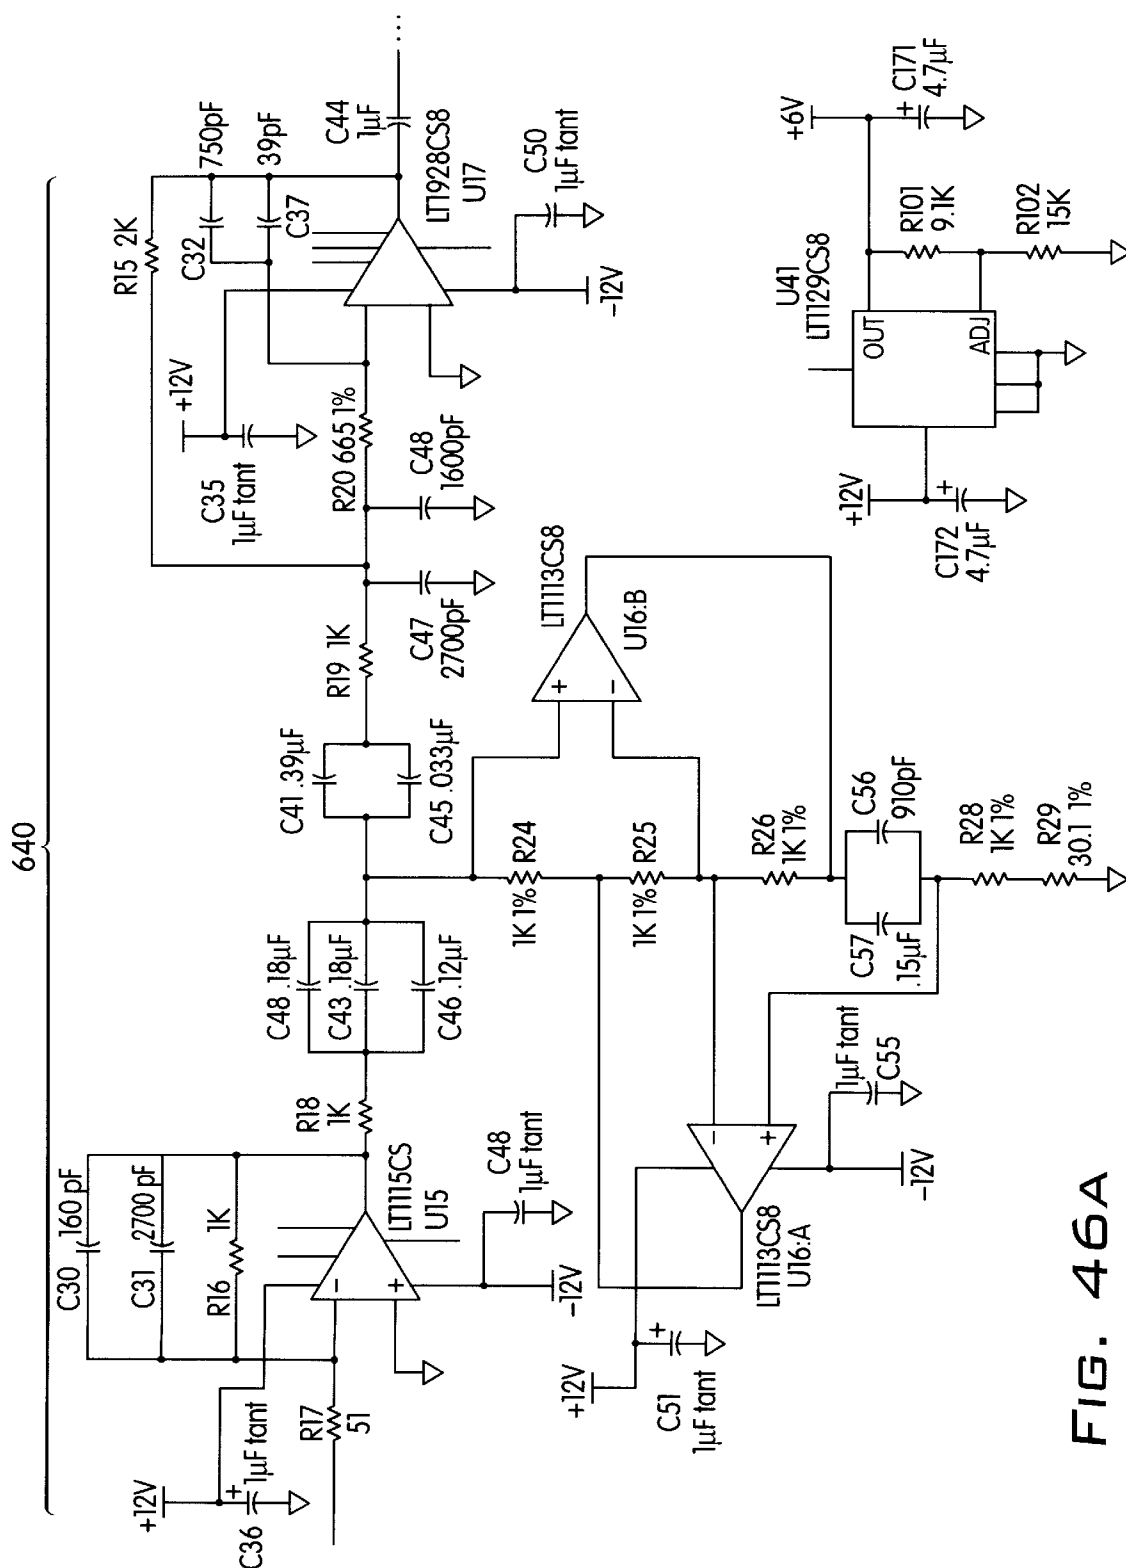 640
+12V
C36
1µF tant
R17
51
C30
160 pF
C31
2700 pF
R16
1K
−
+
LT1115CS
U15
−12V
C48
1µF tant
R18
1K
C48 .18µF
C43 .18µF
C46 .12µF
C41 .39µF
C45 .033µF
R19 1K
C47
2700pF
C48
1600pF
R20 665 1%
R15 2K
C32
750pF
39pF
C37
+12V
C35
1µF tant
LT1928CS8
U17
−12V
C50
1µF tant
C44
1µF
...
+12V
C51
1µF tant
+
−
+
LT1113CS8
U16:A
−12V
1µF tant
C55
1K 1%
R24
1K 1%
R25
R26
1K 1%
+
−
LT1113CS8
U16:B
C57
.15µF
C56
910pF
R28
1K 1%
R29
30.1 1%
+12V
C172
4.7µF
+
U41
LT1129CS8
OUT
ADJ
R101
9.1K
R102
15K
+6V
+
C171
4.7µF
FIG. 46A